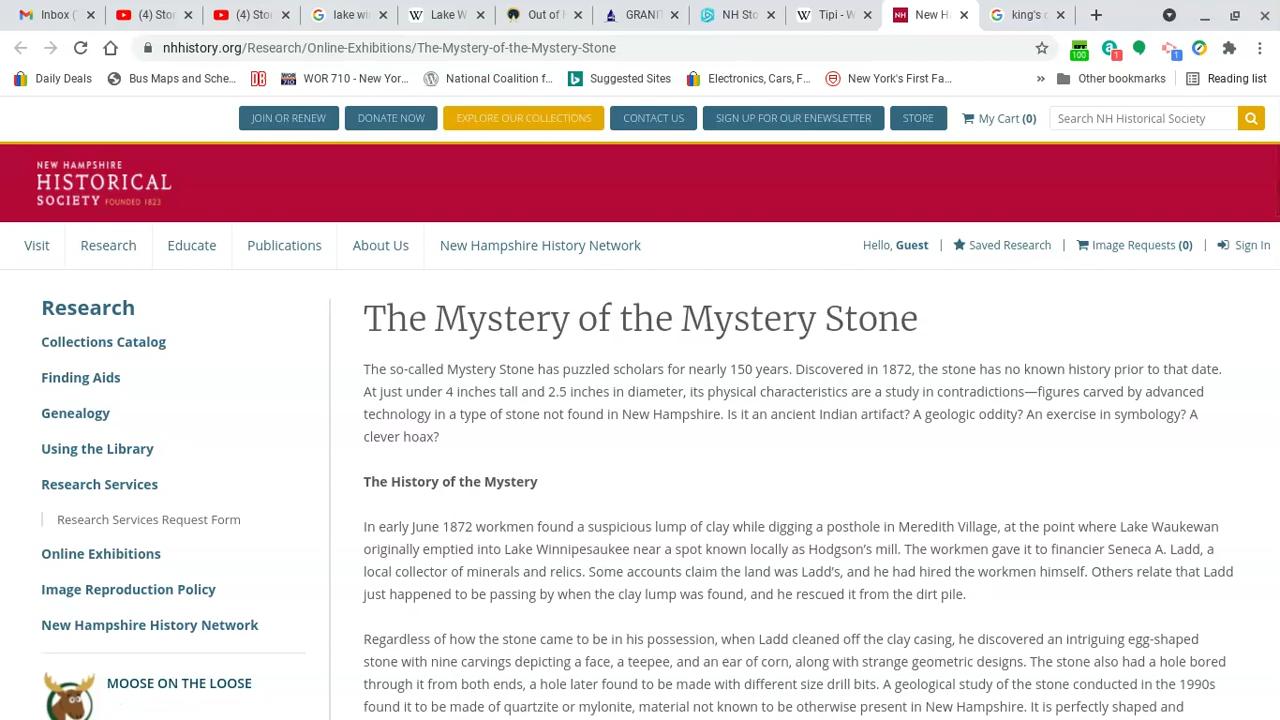 Inbox (
(4) Stor
(4) Stor
lake wi
Lake W
Out of H
GRANIT
NH Sto
Tipi - W
New H
king's c
nhhistory.org/Research/Online-Exhibitions/The-Mystery-of-the-Mystery-Stone
100
1
1
Daily Deals
Bus Maps and Sche...
WOR 710 - New Yor...
National Coalition f...
Suggested Sites
Electronics, Cars, F...
New York's First Fa...
»
Other bookmarks
Reading list
JOIN OR RENEW
DONATE NOW
EXPLORE OUR COLLECTIONS
CONTACT US
SIGN UP FOR OUR ENEWSLETTER
STORE
My Cart (0)
Search NH Historical Society
NEW HAMPSHIRE
HISTORICAL
SOCIETY FOUNDED 1823
Visit
Research
Educate
Publications
About Us
New Hampshire History Network
Hello, Guest
Saved Research
Image Requests (0)
Sign In
Research
Collections Catalog
Finding Aids
Genealogy
Using the Library
Research Services
Research Services Request Form
Online Exhibitions
Image Reproduction Policy
New Hampshire History Network
MOOSE ON THE LOOSE
The Mystery of the Mystery Stone
The so-called Mystery Stone has puzzled scholars for nearly 150 years. Discovered in 1872, the stone has no known history prior to that date.
At just under 4 inches tall and 2.5 inches in diameter, its physical characteristics are a study in contradictions—figures carved by advanced
technology in a type of stone not found in New Hampshire. Is it an ancient Indian artifact? A geologic oddity? An exercise in symbology? A
clever hoax?
The History of the Mystery
In early June 1872 workmen found a suspicious lump of clay while digging a posthole in Meredith Village, at the point where Lake Waukewan
originally emptied into Lake Winnipesaukee near a spot known locally as Hodgson's mill. The workmen gave it to financier Seneca A. Ladd, a
local collector of minerals and relics. Some accounts claim the land was Ladd's, and he had hired the workmen himself. Others relate that Ladd
just happened to be passing by when the clay lump was found, and he rescued it from the dirt pile.
Regardless of how the stone came to be in his possession, when Ladd cleaned off the clay casing, he discovered an intriguing egg-shaped
stone with nine carvings depicting a face, a teepee, and an ear of corn, along with strange geometric designs. The stone also had a hole bored
through it from both ends, a hole later found to be made with different size drill bits. A geological study of the stone conducted in the 1990s
found it to be made of quartzite or mylonite, material not known to be otherwise present in New Hampshire. It is perfectly shaped and